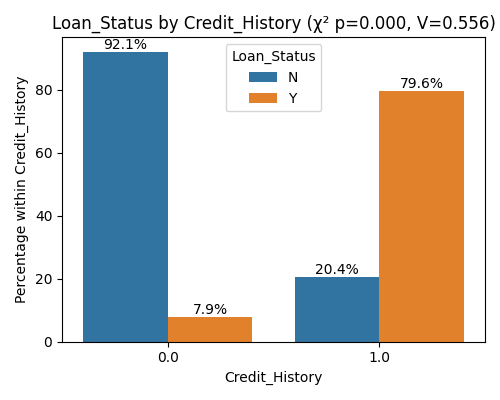 Loan_Status by Credit_History (χ² p=0.000, V=0.556)
92.1%
7.9%
20.4%
79.6%
Loan_Status
N
Y
Percentage within Credit_History
80
60
40
20
0
0.0
1.0
Credit_History